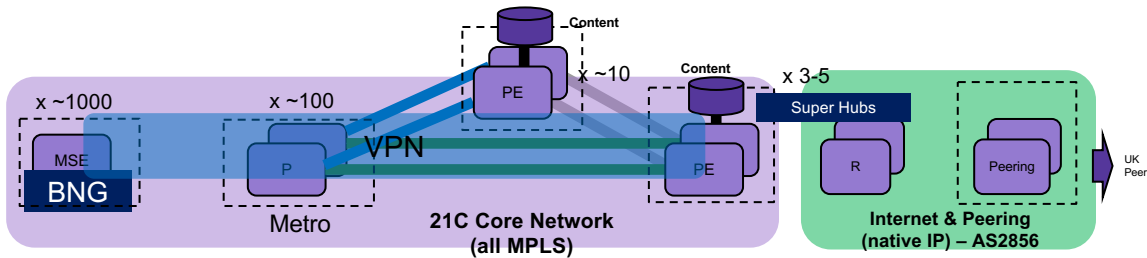 Content
x ~10
Content
x 3-5
x ~1000
x ~100
PE
Super Hubs
MSE
VPN
BNG
P
PE
R
Peering
UK
Peer
Metro
21C Core Network
(all MPLS)
Internet & Peering
(native IP) – AS2856